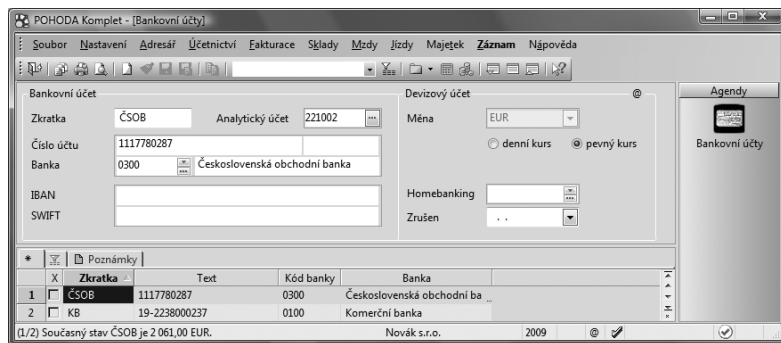 POHODA Komplet - [Bankovní účty]
Soubor Nastavení Adresář Účetnictví Fakturace Sklady Mzdy Jízdy Majetek Záznam Nápověda
Bankovní účet
Devizový účet @
Agendy
Zkratka ČSOB Analytický účet 221002 ...
Měna EUR
Bankovní účty
Číslo účtu 1117780287
denní kurs pevný kurs
Banka 0300 Československá obchodní banka
IBAN
Homebanking
SWIFT
Zrušen . .
* Poznámky
X Zkratka Text Kód banky Banka
1 ČSOB 1117780287 0300 Československá obchodní ba ...
2 KB 19-2238000237 0100 Komerční banka
(1/2) Současný stav ČSOB je 2 061,00 EUR. Novák s.r.o. 2009 @